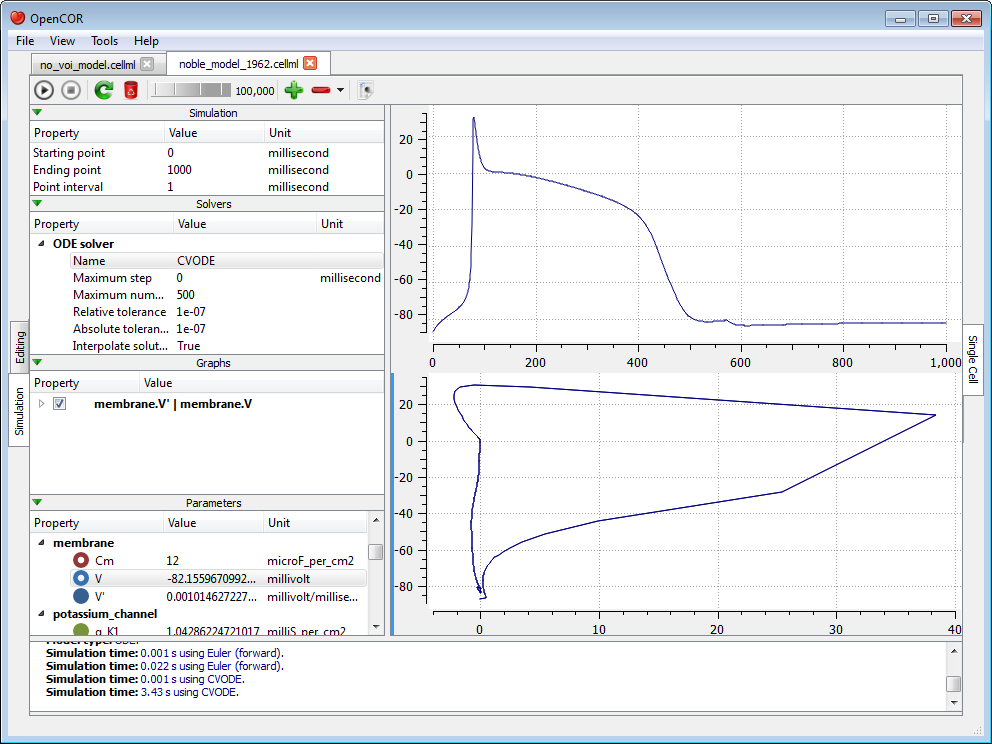 OpenCOR
File View Tools Help
no_voi_model.cellml noble_model_1962.cellml
100,000
Simulation
Property Value Unit
Starting point 0 millisecond
Ending point 1000 millisecond
Point interval 1 millisecond
Solvers
Property Value Unit
ODE solver
Name CVODE
Maximum step 0 millisecond
Maximum num... 500
Relative tolerance 1e-07
Absolute toleran... 1e-07
Interpolate solut... True
Graphs
Property Value
membrane.V' | membrane.V
Parameters
Property Value Unit
membrane
Cm 12 microF_per_cm2
V -82.1559670992... millivolt
V' 0.001014627227... millivolt/millise...
potassium_channel
g_K1 1.04286224721017 milliS_per_cm2
Editing
Simulation
20
0
-20
-40
-60
-80
0 200 400 600 800 1,000
20
0
-20
-40
-60
-80
0 10 20 30 40
Single Cell
Model type: ODE.
Simulation time: 0.001 s using Euler (forward).
Simulation time: 0.022 s using Euler (forward).
Simulation time: 0.001 s using CVODE.
Simulation time: 3.43 s using CVODE.